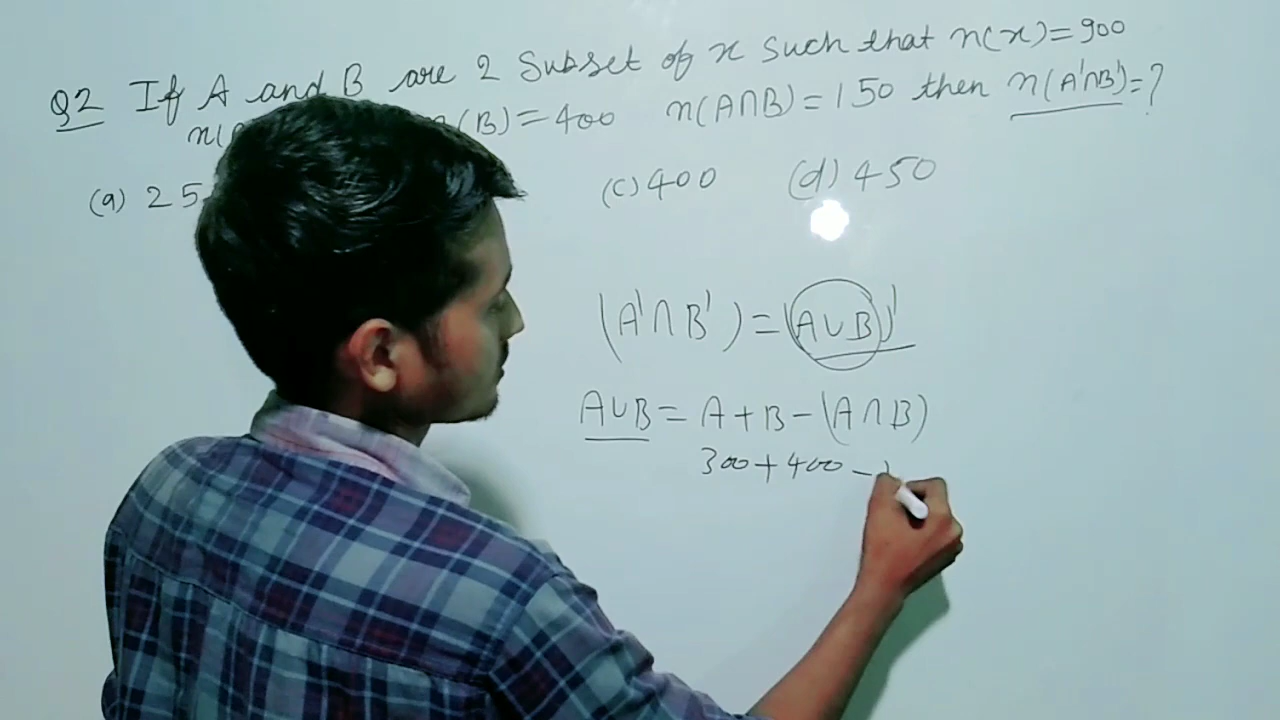 Q2 If A and B are 2 Subset of x such that n(x)=900
n( (B)=400 n(A∩B)=150 then n(A'∩B')=?
(a) 25 (c) 400 (d) 450
(A'∩B') = (A∪B)'
A∪B = A+B-(A∩B)
300+400-